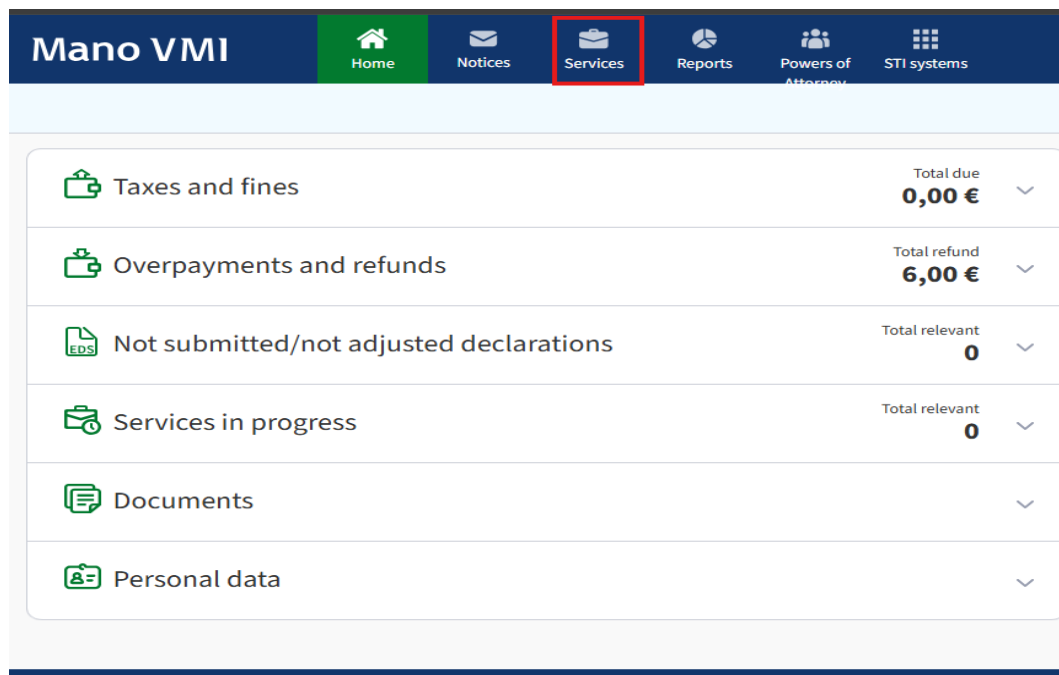 Mano VMI
Home
Notices
Services
Reports
Powers of
Attorney
STI systems
Taxes and fines
Total due
0,00 €
Overpayments and refunds
Total refund
6,00 €
EDS
Not submitted/not adjusted declarations
Total relevant
0
Services in progress
Total relevant
0
Documents
Personal data